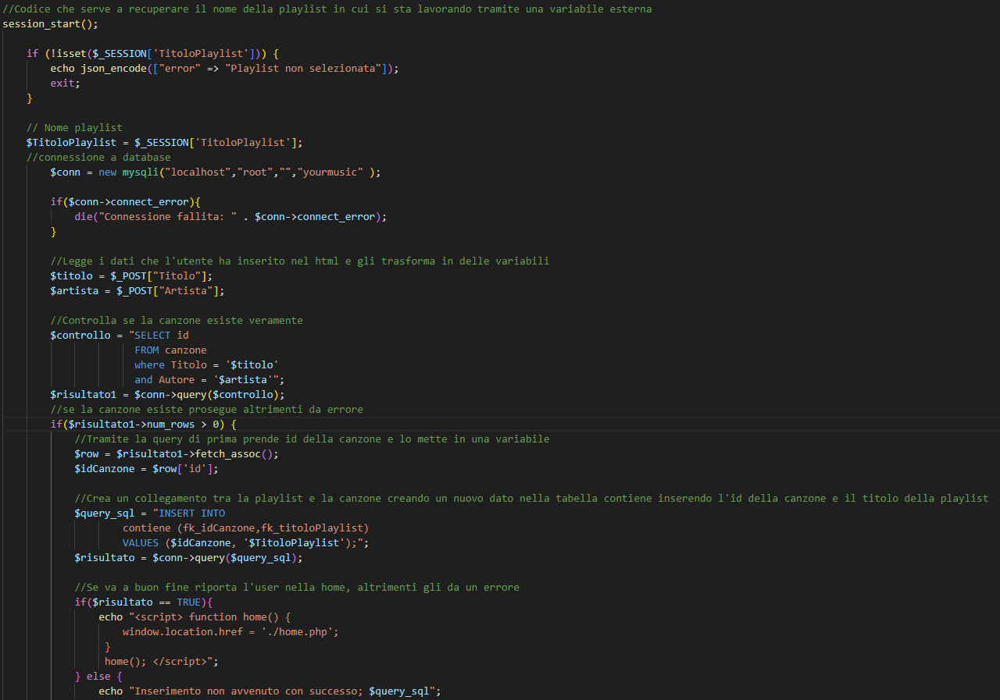 //Codice che serve a recuperare il nome della playlist in cui si sta lavorando tramite una variabile esterna
session_start();
if (!isset($_SESSION['TitoloPlaylist'])) {
echo json_encode(["error" => "Playlist non selezionata"]);
exit;
}
// Nome playlist
$TitoloPlaylist = $_SESSION['TitoloPlaylist'];
//connessione a database
$conn = new mysqli("localhost","root","","yourmusic" );
if($conn->connect_error){
die("Connessione fallita: " . $conn->connect_error);
}
//Legge i dati che l'utente ha inserito nel html e gli trasforma in delle variabili
$titolo = $_POST["Titolo"];
$artista = $_POST["Artista"];
//Controlla se la canzone esiste veramente
$controllo = "SELECT id
FROM canzone
where Titolo = '$titolo'
and Autore = '$artista'";
$risultato1 = $conn->query($controllo);
//se la canzone esiste prosegue altrimenti da errore
if($risultato1->num_rows > 0) {
//Tramite la query di prima prende id della canzone e lo mette in una variabile
$row = $risultato1->fetch_assoc();
$idCanzone = $row['id'];
//Crea un collegamento tra la playlist e la canzone creando un nuovo dato nella tabella contiene inserendo l'id della canzone e il titolo della playlist
$query_sql = "INSERT INTO
contiene (fk_idCanzone,fk_titoloPlaylist)
VALUES ($idCanzone, '$TitoloPlaylist');";
$risultato = $conn->query($query_sql);
//Se va a buon fine riporta l'user nella home, altrimenti gli da un errore
if($risultato == TRUE){
echo "<script> function home() {
window.location.href = './home.php';
}
home(); </script>";
} else {
echo "Inserimento non avvenuto con successo; $query_sql";